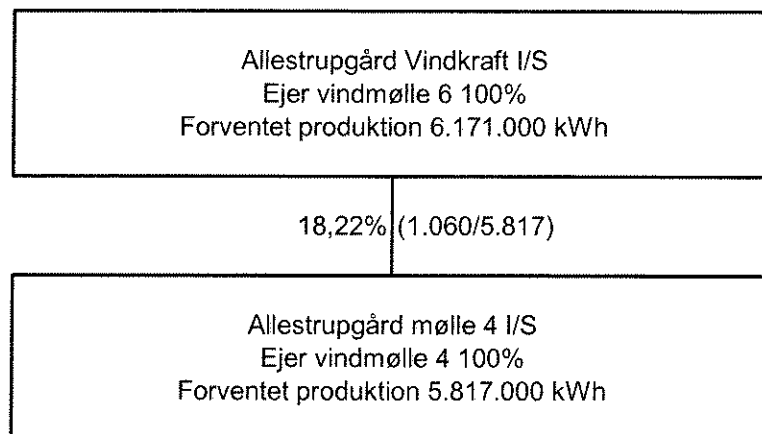 Allestrupgård Vindkraft I/S
Ejer vindmølle 6 100%
Forventet produktion 6.171.000 kWh
18,22% (1.060/5.817)
Allestrupgård mølle 4 I/S
Ejer vindmølle 4 100%
Forventet produktion 5.817.000 kWh